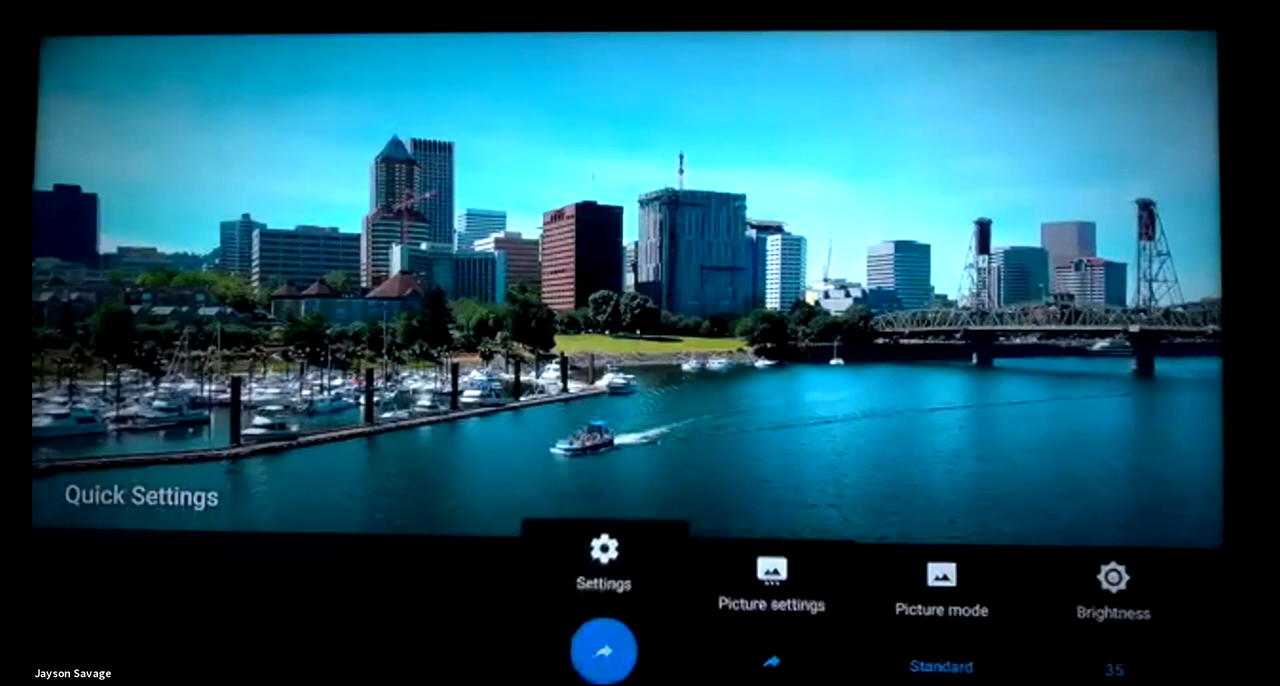 Quick Settings
Settings
Picture settings
Picture mode
Brightness
Standard
35
Jayson Savage